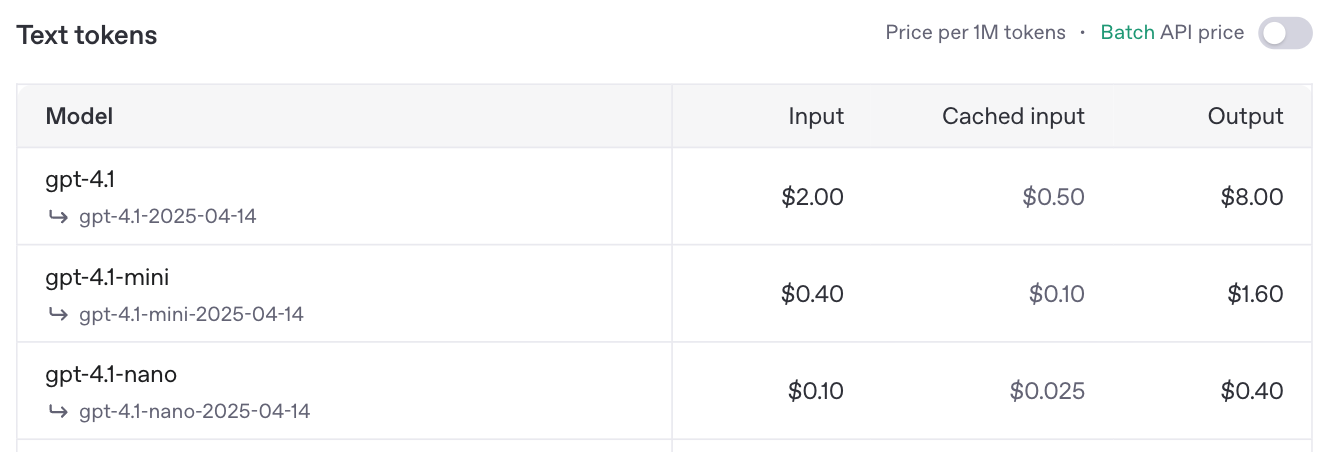 Text tokens
Price per 1M tokens • Batch API price
Model Input Cached input Output
gpt-4.1
↳ gpt-4.1-2025-04-14
$2.00 $0.50 $8.00
gpt-4.1-mini
↳ gpt-4.1-mini-2025-04-14
$0.40 $0.10 $1.60
gpt-4.1-nano
↳ gpt-4.1-nano-2025-04-14
$0.10 $0.025 $0.40